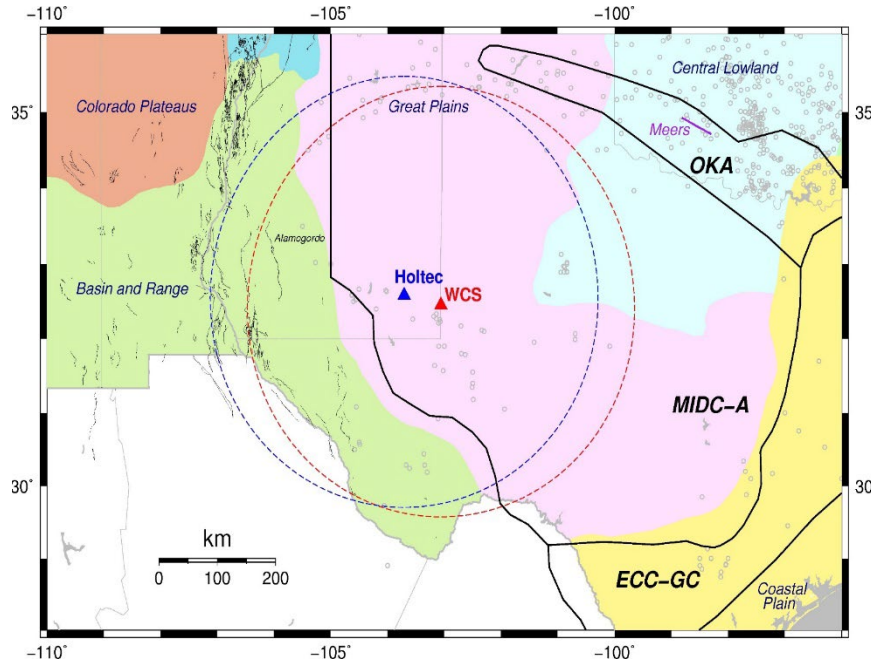 −110˚ −105˚ −100˚
35˚ 35˚
Central Lowland
Colorado Plateaus
Great Plains
Meers
OKA
Alamogordo
Holtec
WCS
Basin and Range
MIDC−A
30˚ 30˚
km
0 100 200
ECC−GC
Coastal
Plain
−110˚ −105˚ −100˚